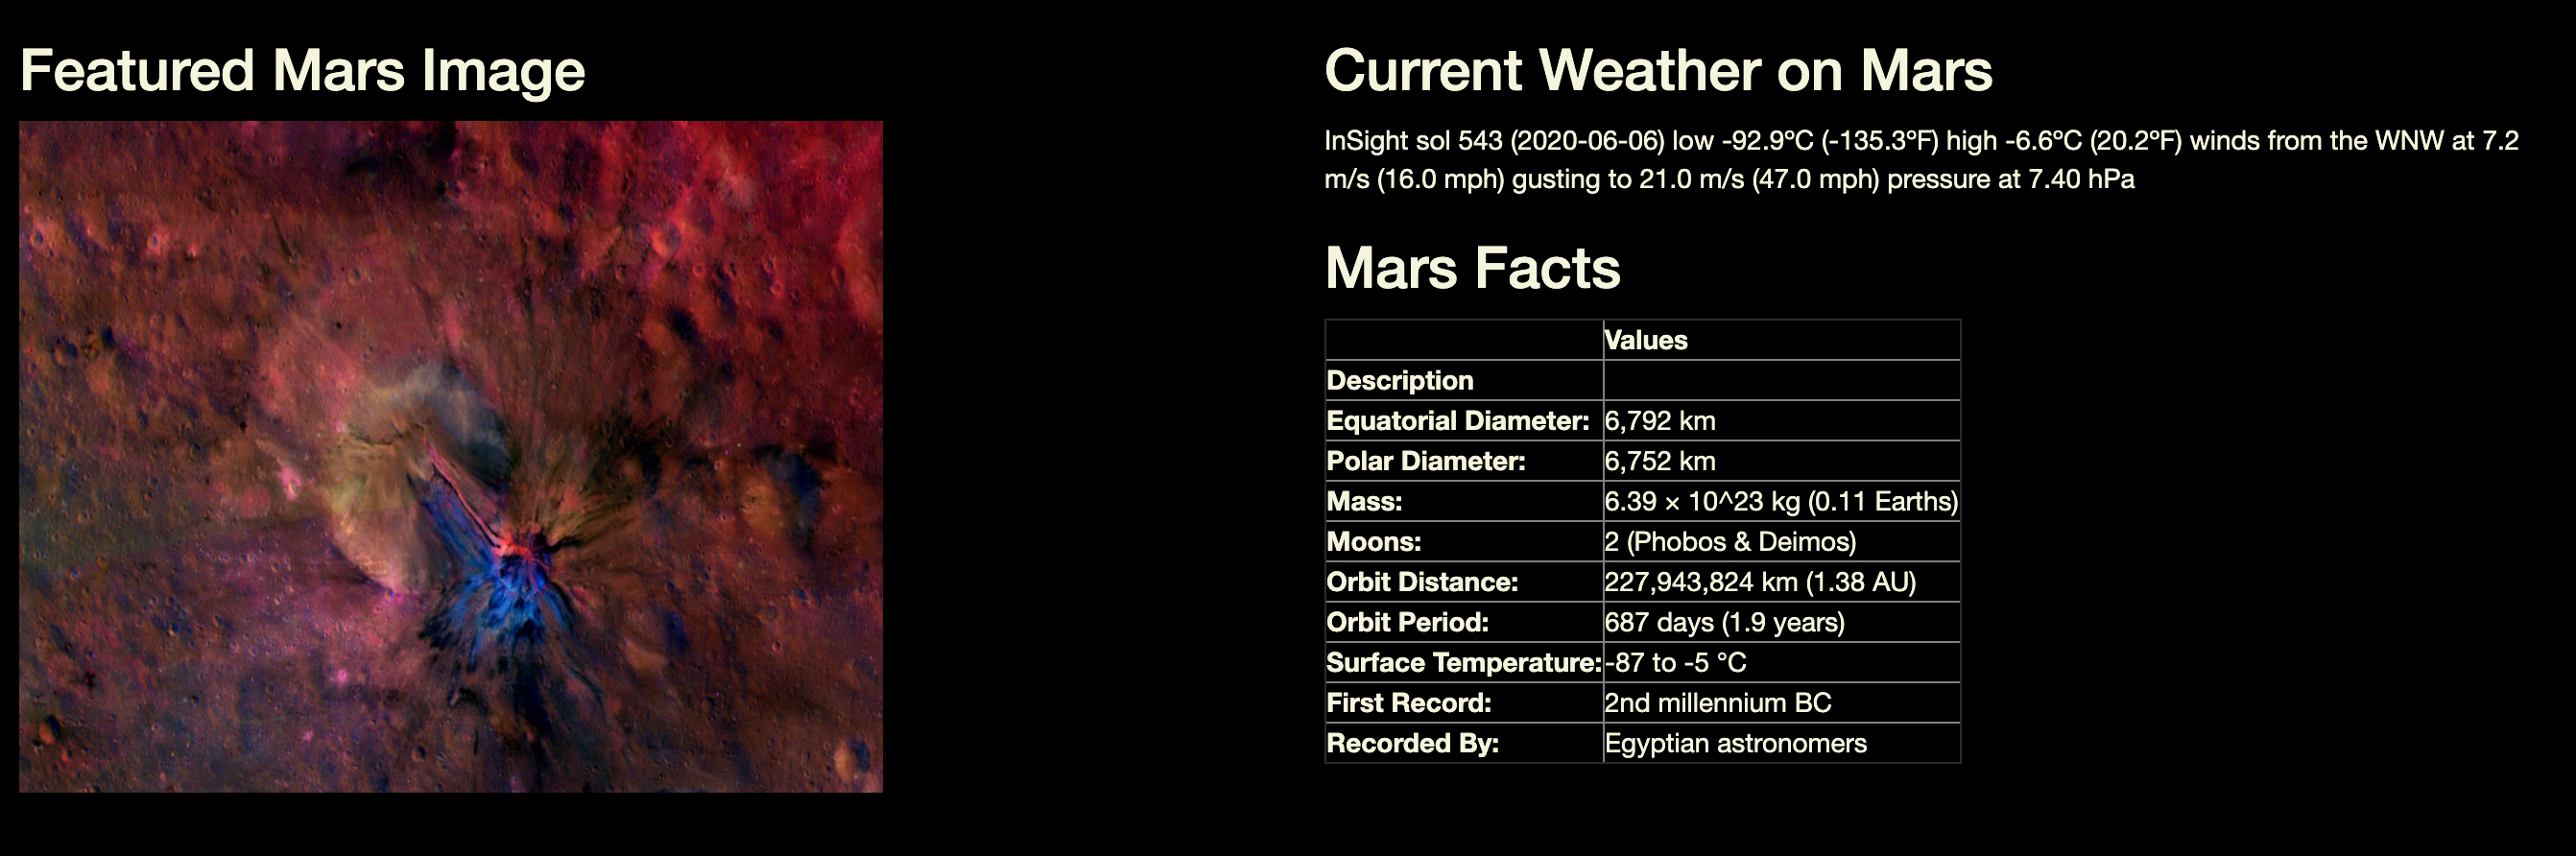 Featured Mars Image
Current Weather on Mars
InSight sol 543 (2020-06-06) low -92.9ºC (-135.3ºF) high -6.6ºC (20.2ºF) winds from the WNW at 7.2
m/s (16.0 mph) gusting to 21.0 m/s (47.0 mph) pressure at 7.40 hPa
Mars Facts
Values
Description
Equatorial Diameter: 6,792 km
Polar Diameter: 6,752 km
Mass: 6.39 × 10^23 kg (0.11 Earths)
Moons: 2 (Phobos & Deimos)
Orbit Distance: 227,943,824 km (1.38 AU)
Orbit Period: 687 days (1.9 years)
Surface Temperature: -87 to -5 °C
First Record: 2nd millennium BC
Recorded By: Egyptian astronomers